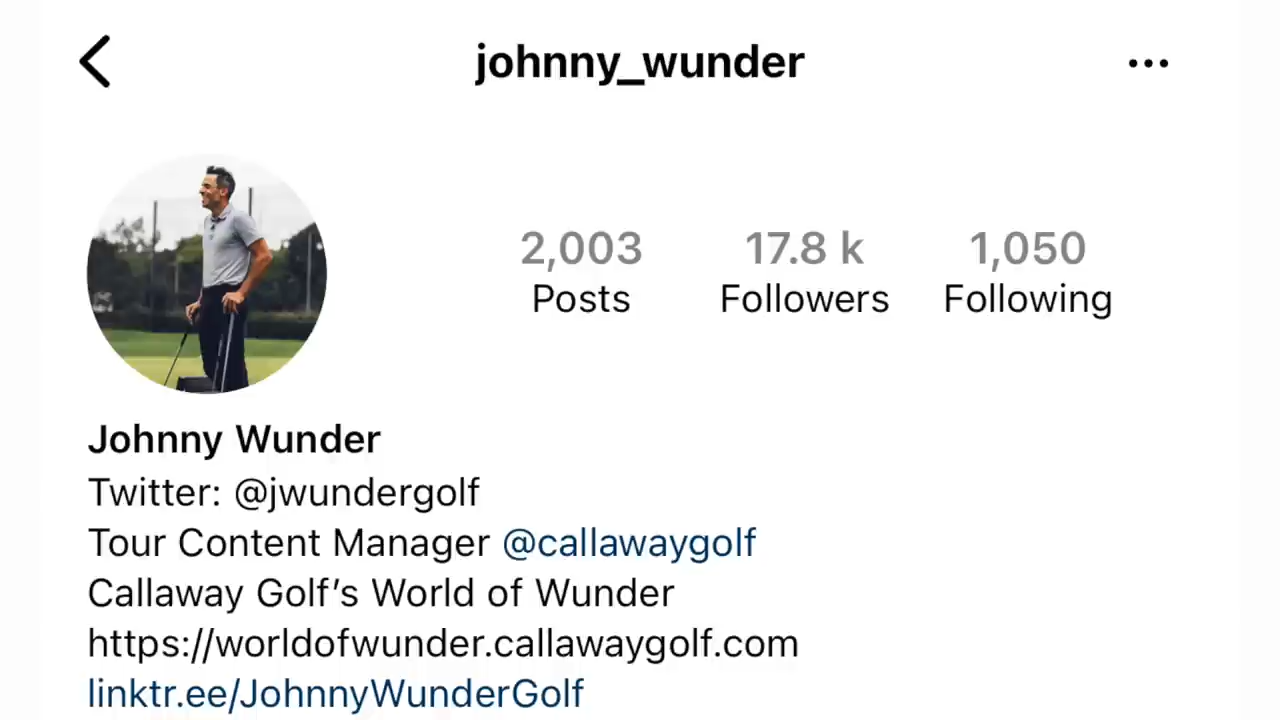 johnny_wunder
2,003 17.8 k 1,050
Posts Followers Following
Johnny Wunder
Twitter: @jwundergolf
Tour Content Manager @callawaygolf
Callaway Golf’s World of Wunder
https://worldofwunder.callawaygolf.com
linktr.ee/JohnnyWunderGolf